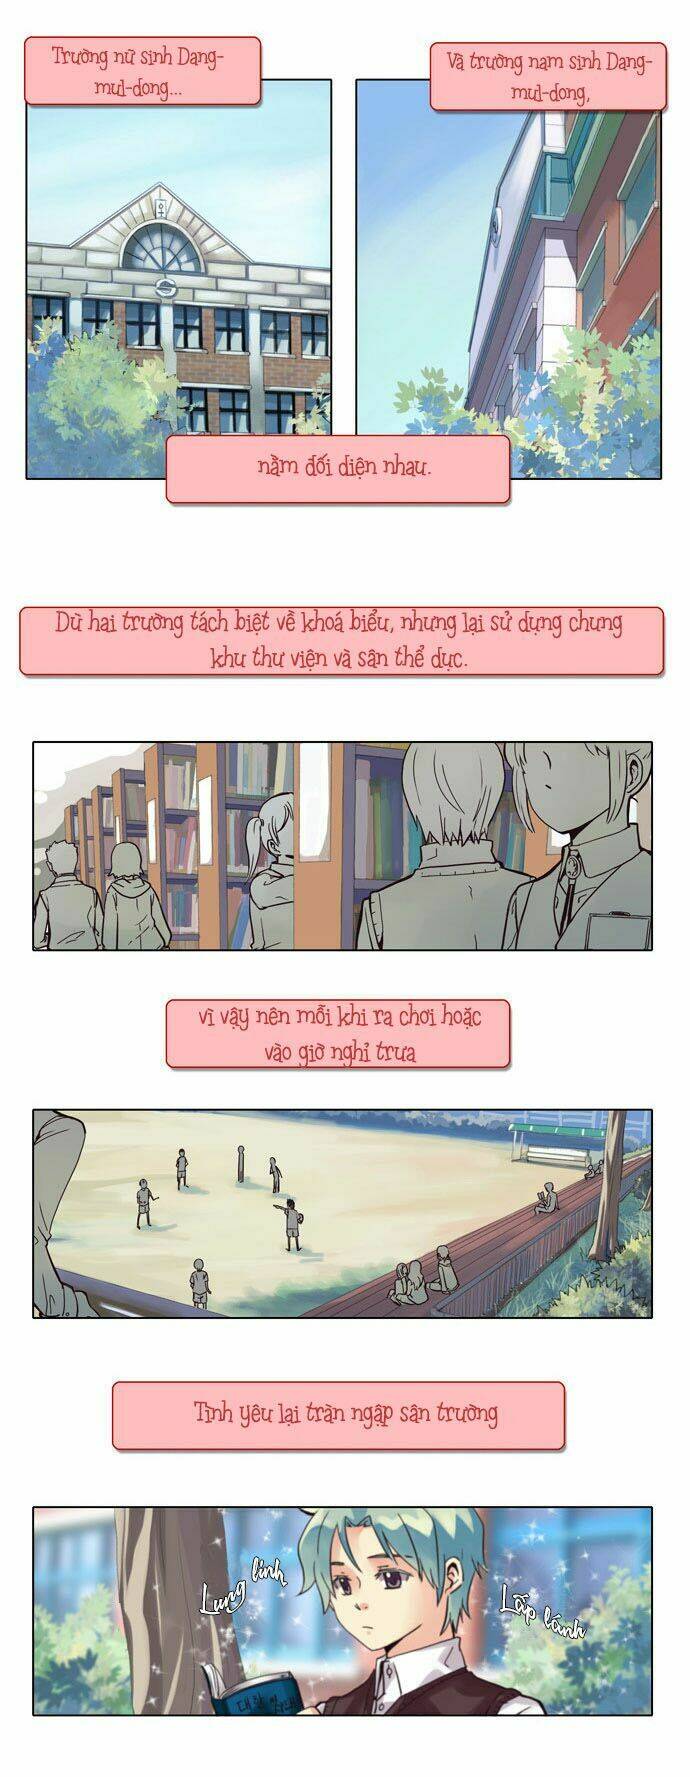 Trường nữ sinh Dang-
mul-dong...
Và trường nam sinh Dang-
mul-dong,
nằm đối diện nhau.
Dù hai trường tách biệt về khoá biểu, nhưng lại sử dụng chung
khu thư viện và sân thể dục.
vì vậy nên mỗi khi ra chơi hoặc
vào giờ nghỉ trưa
Tình yêu lại tràn ngập sân trường
Lung linh
Lấp lánh